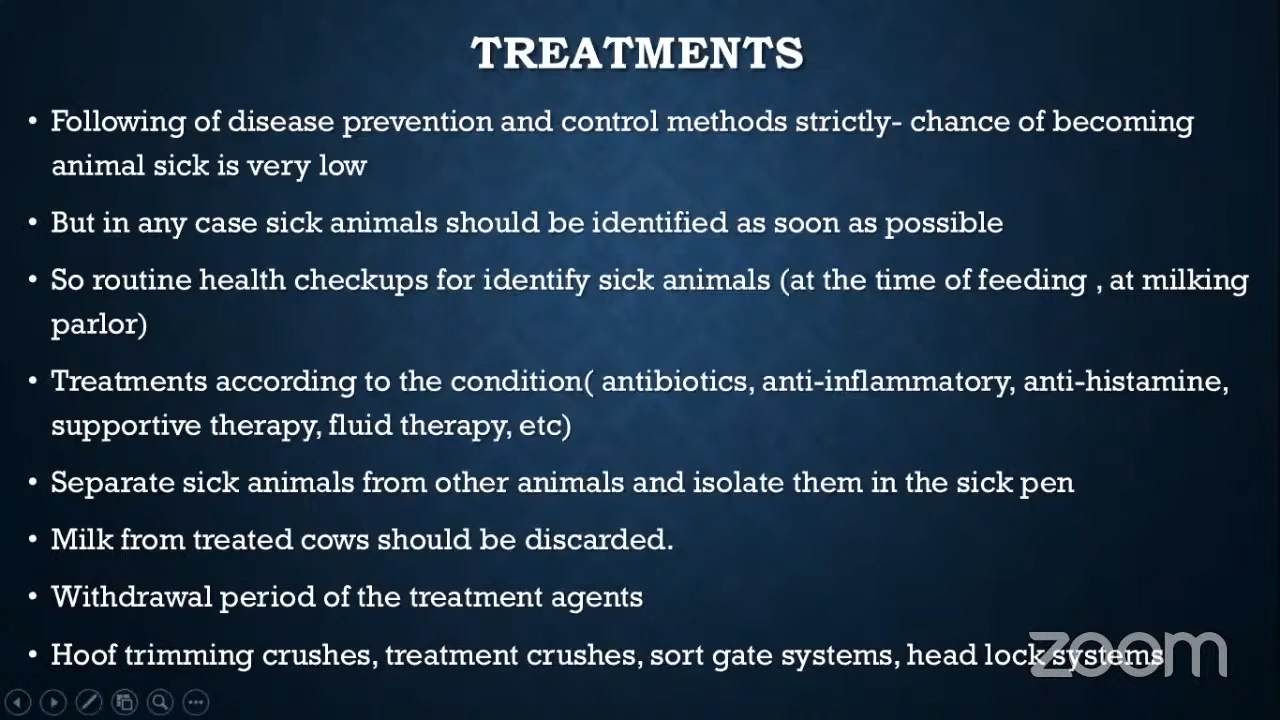 TREATMENTS
• Following of disease prevention and control methods strictly- chance of becoming
animal sick is very low
• But in any case sick animals should be identified as soon as possible
• So routine health checkups for identify sick animals (at the time of feeding , at milking
parlor)
• Treatments according to the condition( antibiotics, anti-inflammatory, anti-histamine,
supportive therapy, fluid therapy, etc)
• Separate sick animals from other animals and isolate them in the sick pen
• Milk from treated cows should be discarded.
• Withdrawal period of the treatment agents
• Hoof trimming crushes, treatment crushes, sort gate systems, head lock systems
zoom